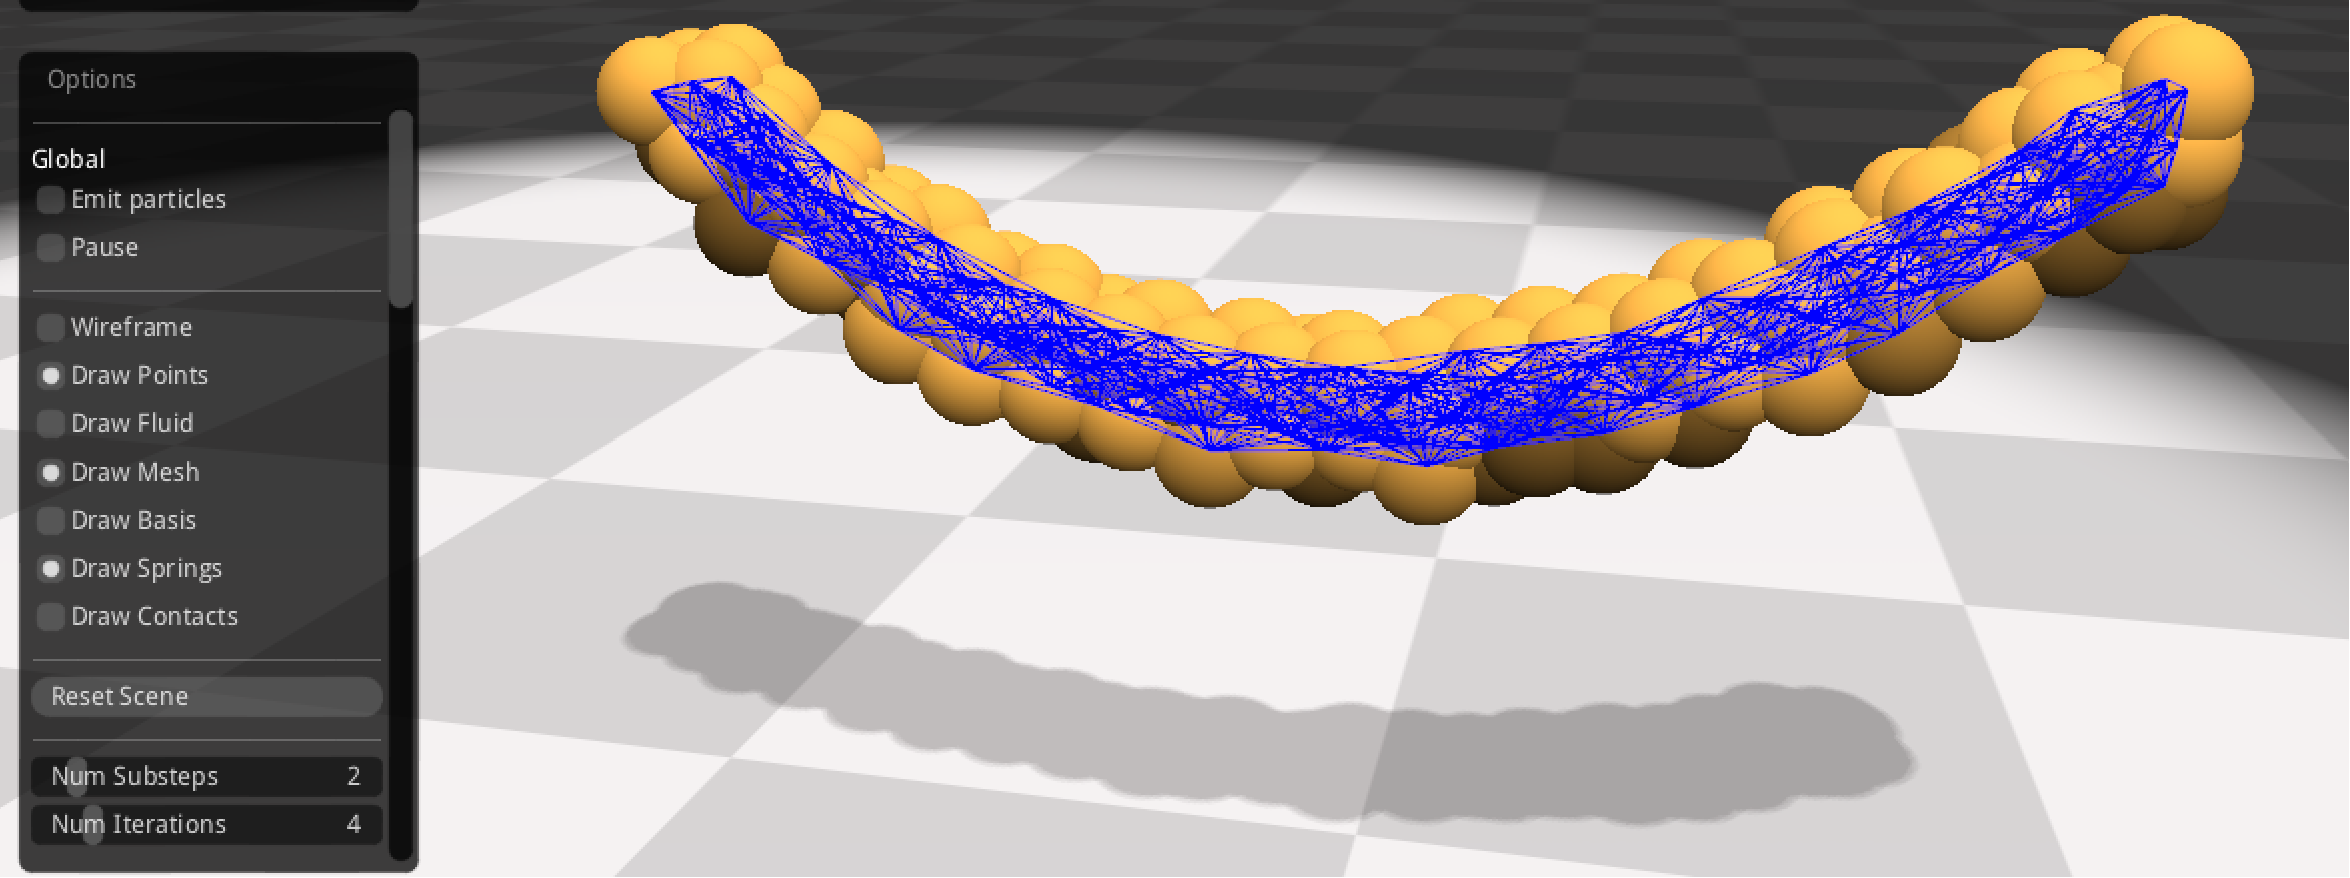 Options
Global
Emit particles
Pause
Wireframe
Draw Points
Draw Fluid
Draw Mesh
Draw Basis
Draw Springs
Draw Contacts
Reset Scene
Num Substeps 2
Num Iterations 4